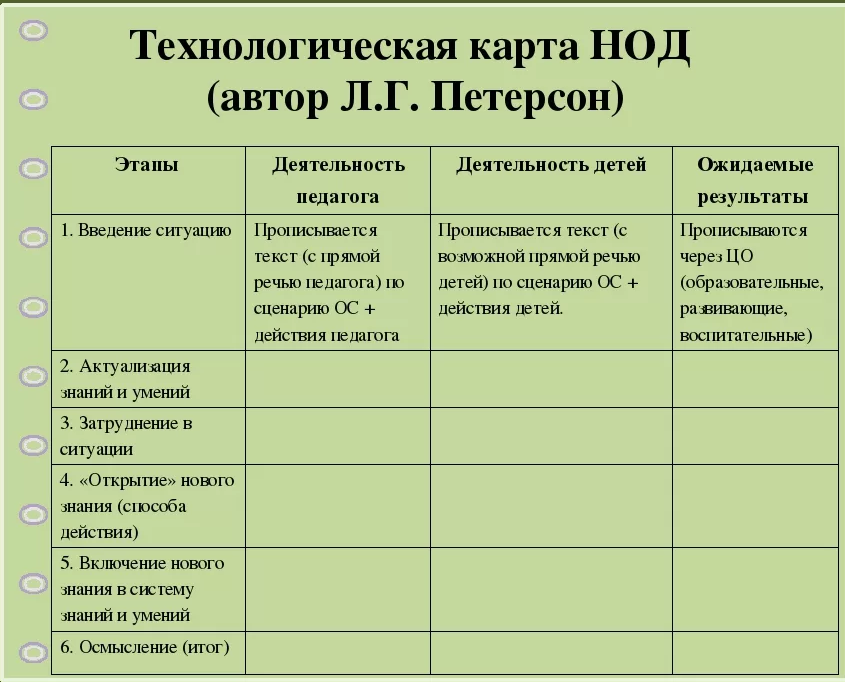 Технологическая карта НОД
(автор Л.Г. Петерсон)
Этапы
Деятельность
педагога
Деятельность детей
Ожидаемые
результаты
1. Введение ситуацию
Прописывается
текст (с прямой
речью педагога) по
сценарию ОС +
действия педагога
Прописывается текст (с
возможной прямой речью
детей) по сценарию ОС +
действия детей.
Прописываются
через ЦО
(образовательные,
развивающие,
воспитательные)
2. Актуализация
знаний и умений
3. Затруднение в
ситуации
4. «Открытие» нового
знания (способа
действия)
5. Включение нового
знания в систему
знаний и умений
6. Осмысление (итог)